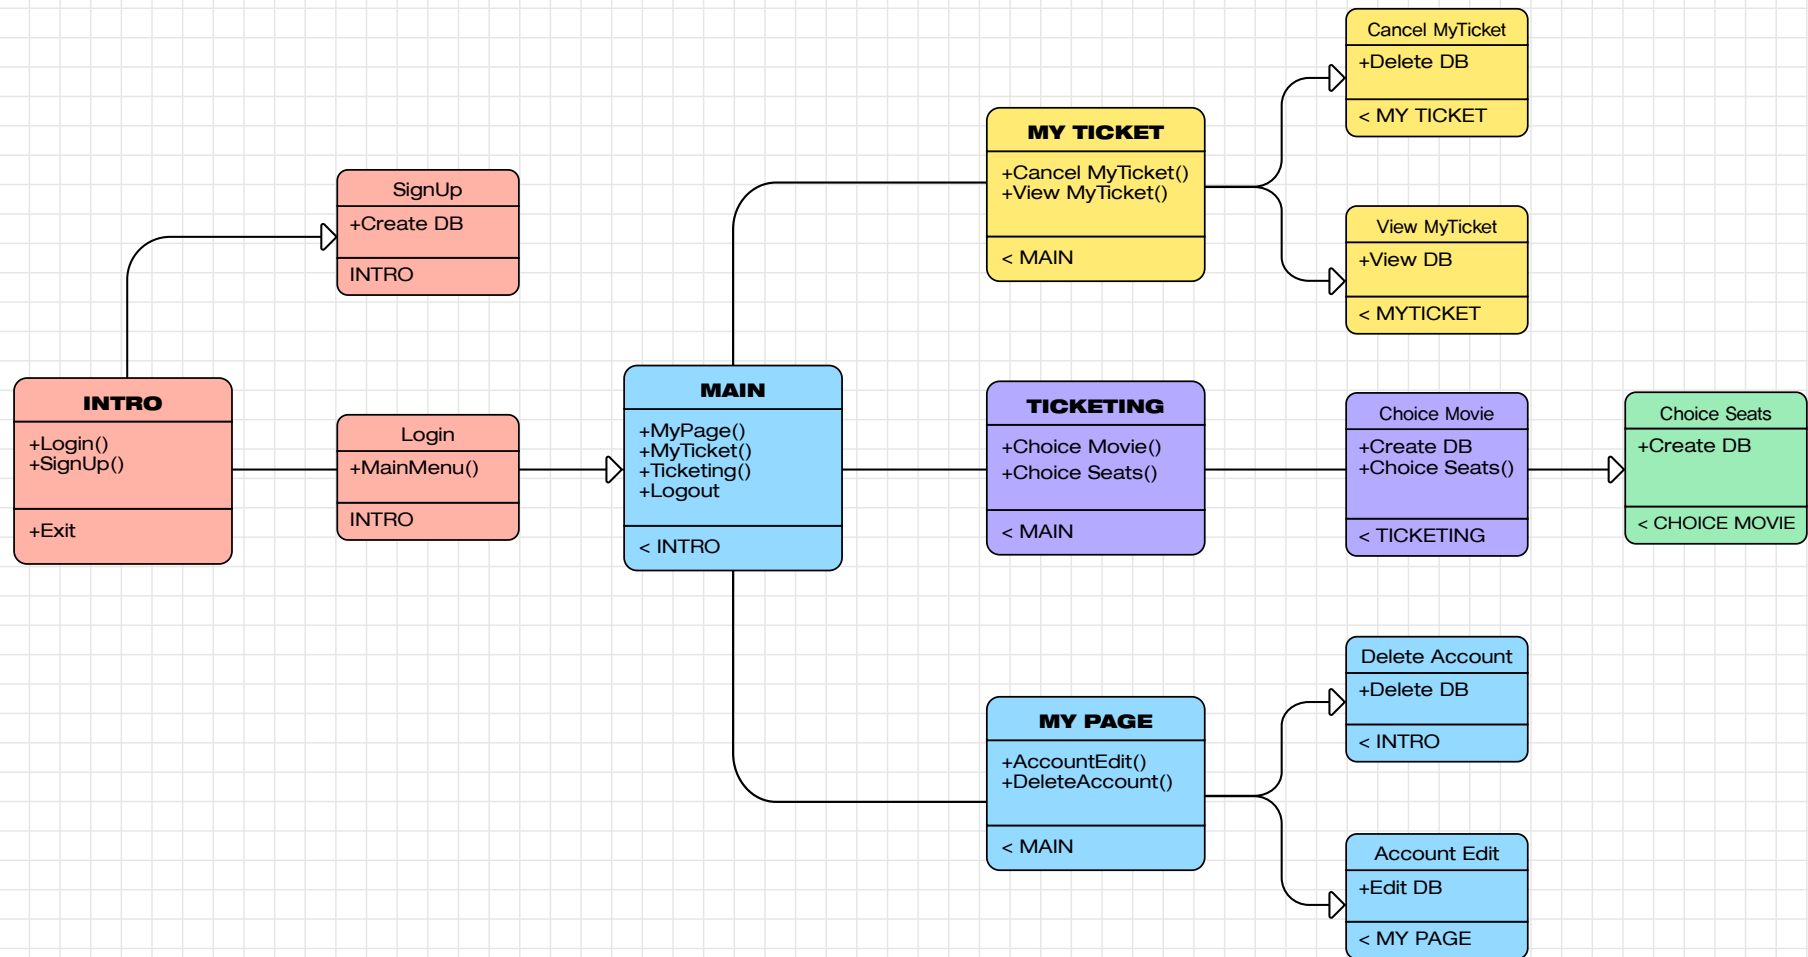 INTRO
+Login()
+SignUp()
+Exit
SignUp
+Create DB
INTRO
Login
+MainMenu()
INTRO
MAIN
+MyPage()
+MyTicket()
+Ticketing()
+Logout
< INTRO
MY TICKET
+Cancel MyTicket()
+View MyTicket()
< MAIN
Cancel MyTicket
+Delete DB
< MY TICKET
View MyTicket
+View DB
< MYTICKET
TICKETING
+Choice Movie()
+Choice Seats()
< MAIN
Choice Movie
+Create DB
+Choice Seats()
< TICKETING
Choice Seats
+Create DB
< CHOICE MOVIE
MY PAGE
+AccountEdit()
+DeleteAccount()
< MAIN
Delete Account
+Delete DB
< INTRO
Account Edit
+Edit DB
< MY PAGE